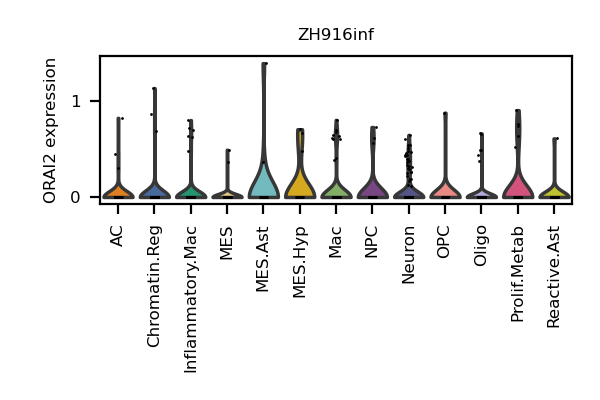 ZH916inf
ORAI2 expression
1
0
AC
Chromatin.Reg
Inflammatory.Mac
MES
MES.Ast
MES.Hyp
Mac
NPC
Neuron
OPC
Oligo
Prolif.Metab
Reactive.Ast